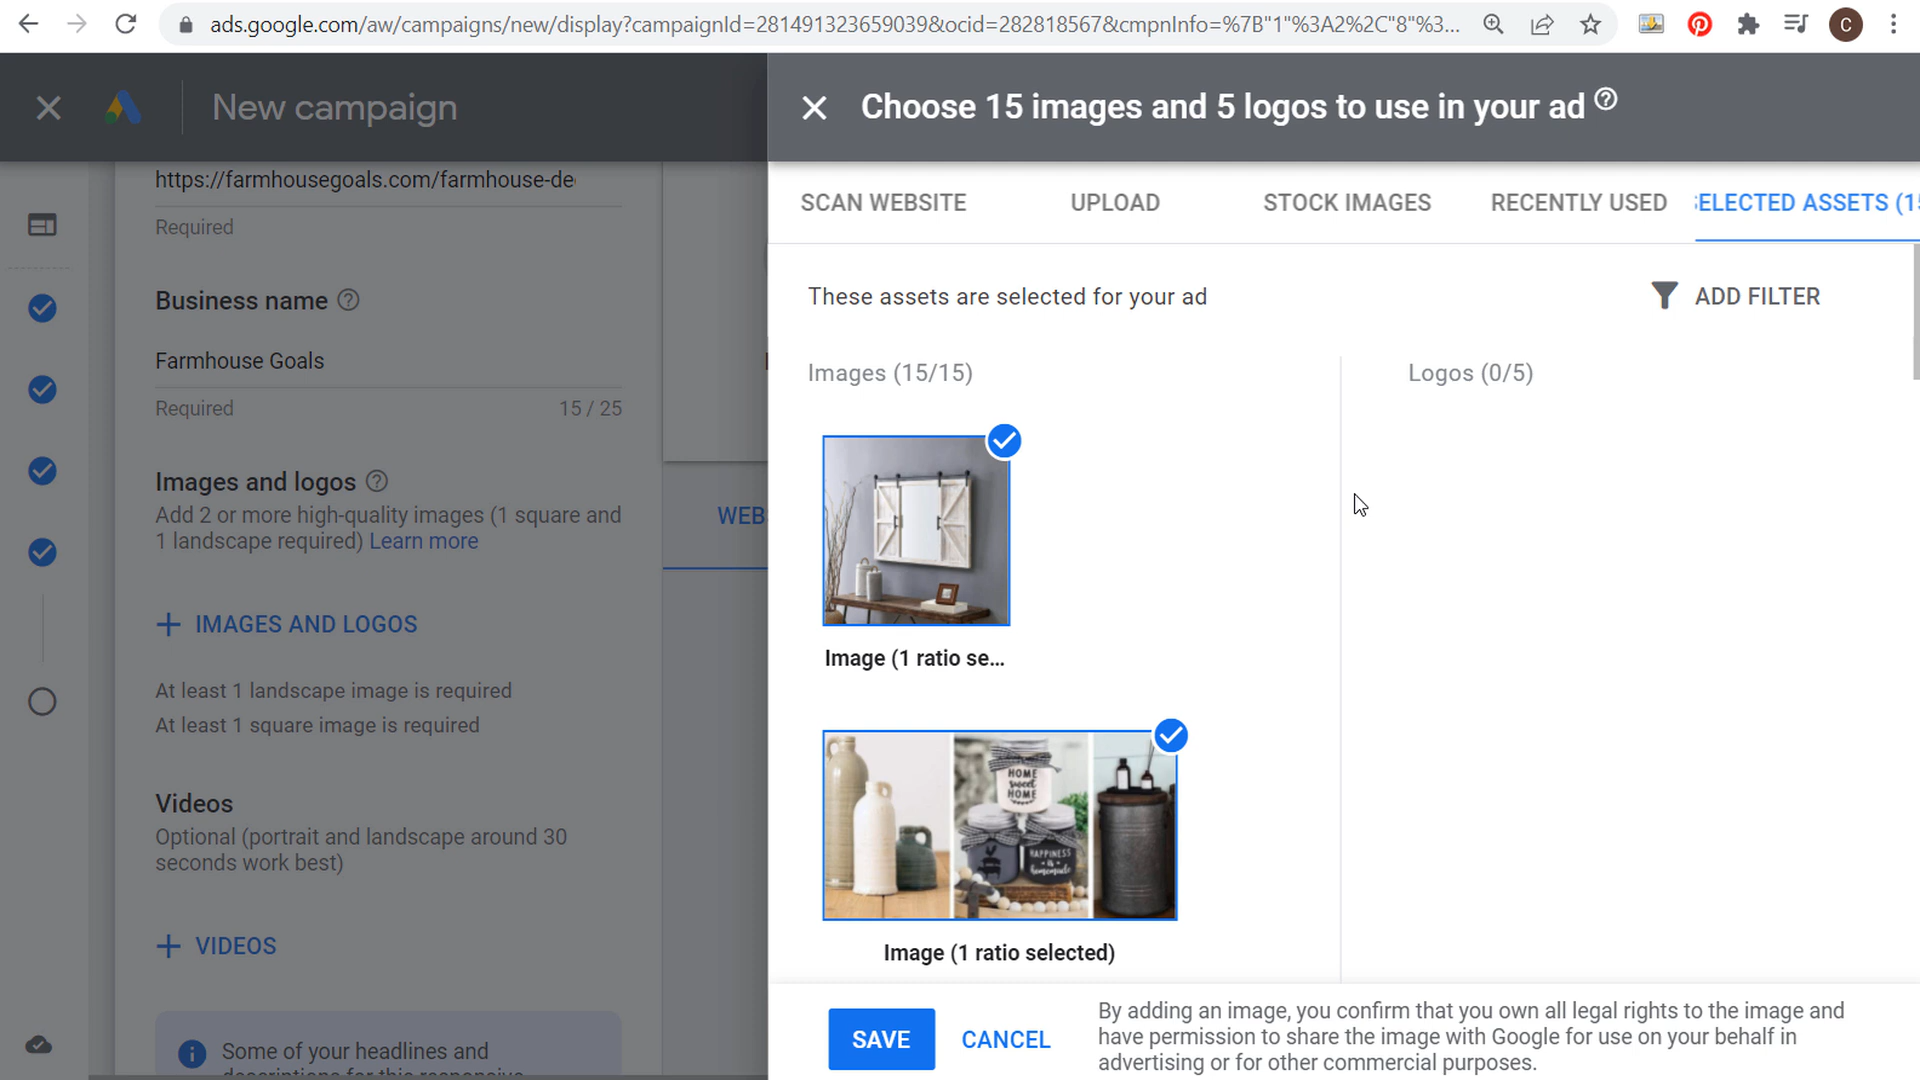 ads.google.com/aw/campaigns/new/display?campaignId=281491323659039&ocid=282818567&cmpnInfo=%7B"1"%3A2%2C"8"%3...
C
New campaign
https://farmhousegoals.com/farmhouse-de
Required
Business name
Farmhouse Goals
Required 15 / 25
Images and logos
Add 2 or more high-quality images (1 square and
1 landscape required) Learn more
+ IMAGES AND LOGOS
At least 1 landscape image is required
At least 1 square image is required
Videos
Optional (portrait and landscape around 30
seconds work best)
+ VIDEOS
Some of your headlines and
descriptions for this responsive
WEB
Choose 15 images and 5 logos to use in your ad
SCAN WEBSITE UPLOAD STOCK IMAGES RECENTLY USED ELECTED ASSETS (15
These assets are selected for your ad
ADD FILTER
Images (15/15)
Logos (0/5)
Image (1 ratio se...
HOME
sweet
HOME
HAPPINESS
is
homemade
Image (1 ratio selected)
SAVE CANCEL
By adding an image, you confirm that you own all legal rights to the image and
have permission to share the image with Google for use on your behalf in
advertising or for other commercial purposes.